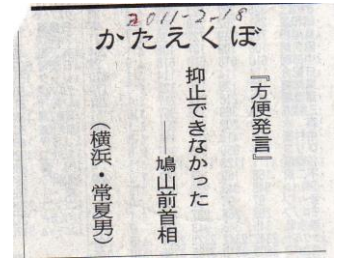 2011-2-18
かたえくぼ
『方便発言』
抑止できなかった
――鳩山前首相
(横浜・常夏男)